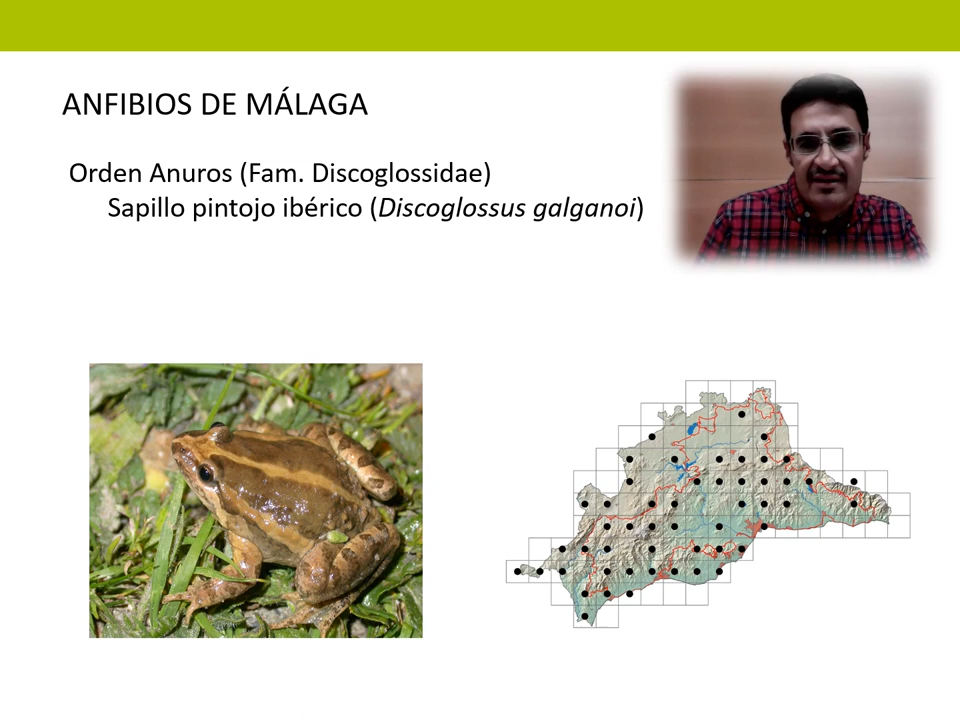 ANFIBIOS DE MÁLAGA
Orden Anuros (Fam. Discoglossidae)
Sapillo pintojo ibérico (Discoglossus galganoi)